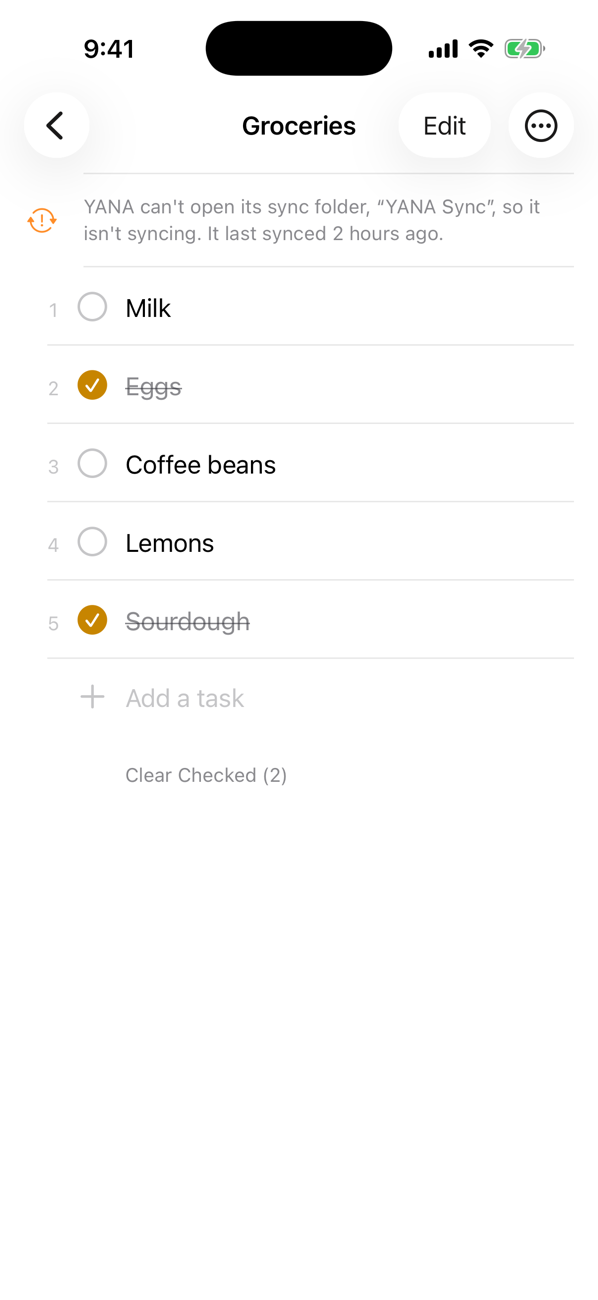 9:41
Groceries
Edit
YANA can't open its sync folder, “YANA Sync”, so it
isn't syncing. It last synced 2 hours ago.
1 Milk
2 Eggs
3 Coffee beans
4 Lemons
5 Sourdough
Add a task
Clear Checked (2)